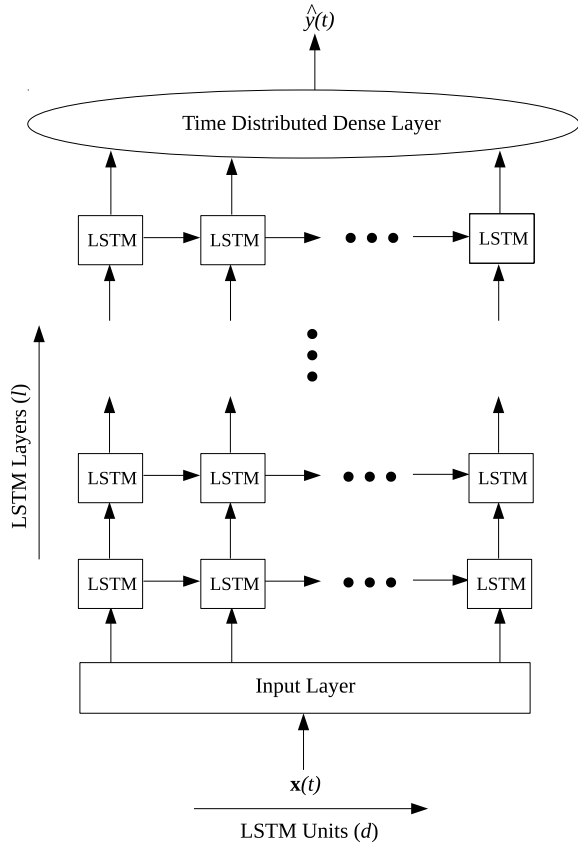 ŷ(t)
Time Distributed Dense Layer
LSTM LSTM LSTM
LSTM Layers (l)
LSTM LSTM LSTM
LSTM LSTM LSTM
Input Layer
x(t)
LSTM Units (d)